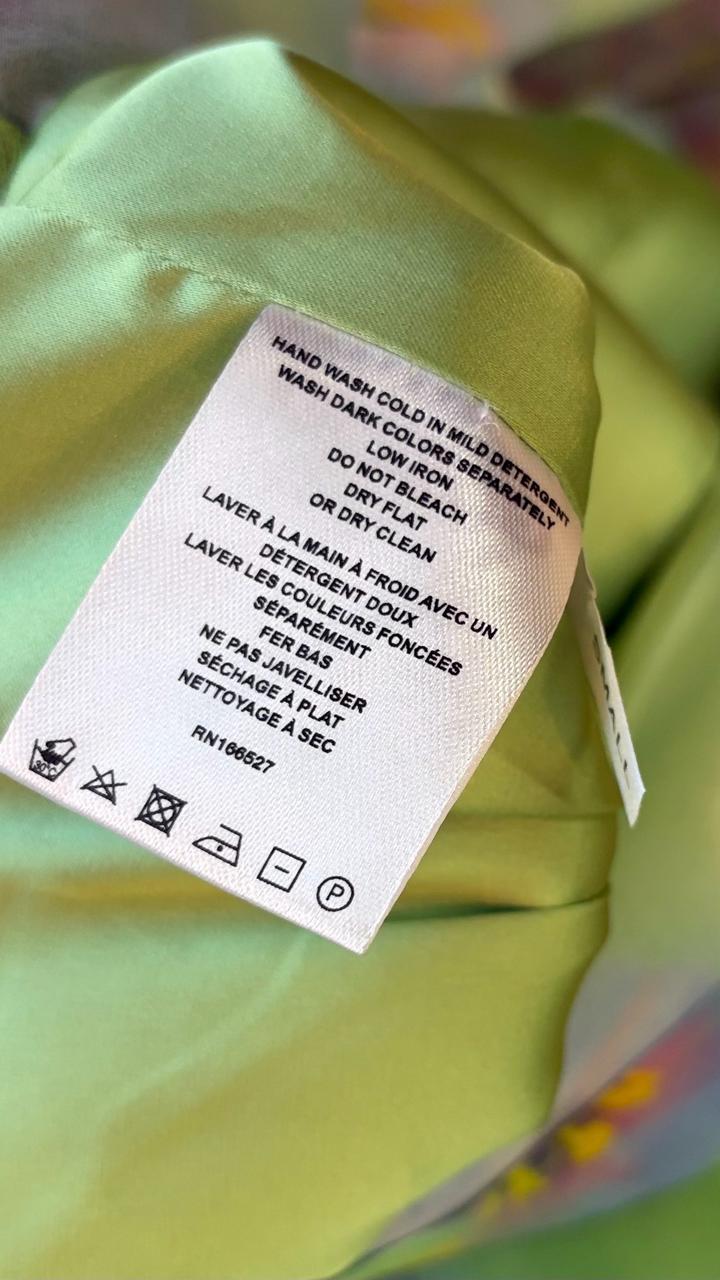 HAND WASH COLD IN MILD DETERGENT
WASH DARK COLORS SEPARATELY
LOW IRON
DO NOT BLEACH
DRY FLAT
OR DRY CLEAN
LAVER À LA MAIN À FROID AVEC UN
DÉTERGENT DOUX
LAVER LES COULEURS FONCÉES
SÉPARÉMENT
FER BAS
NE PAS JAVELLISER
SÉCHAGE À PLAT
NETTOYAGE À SEC
RN166527
30°C
P
SMALL